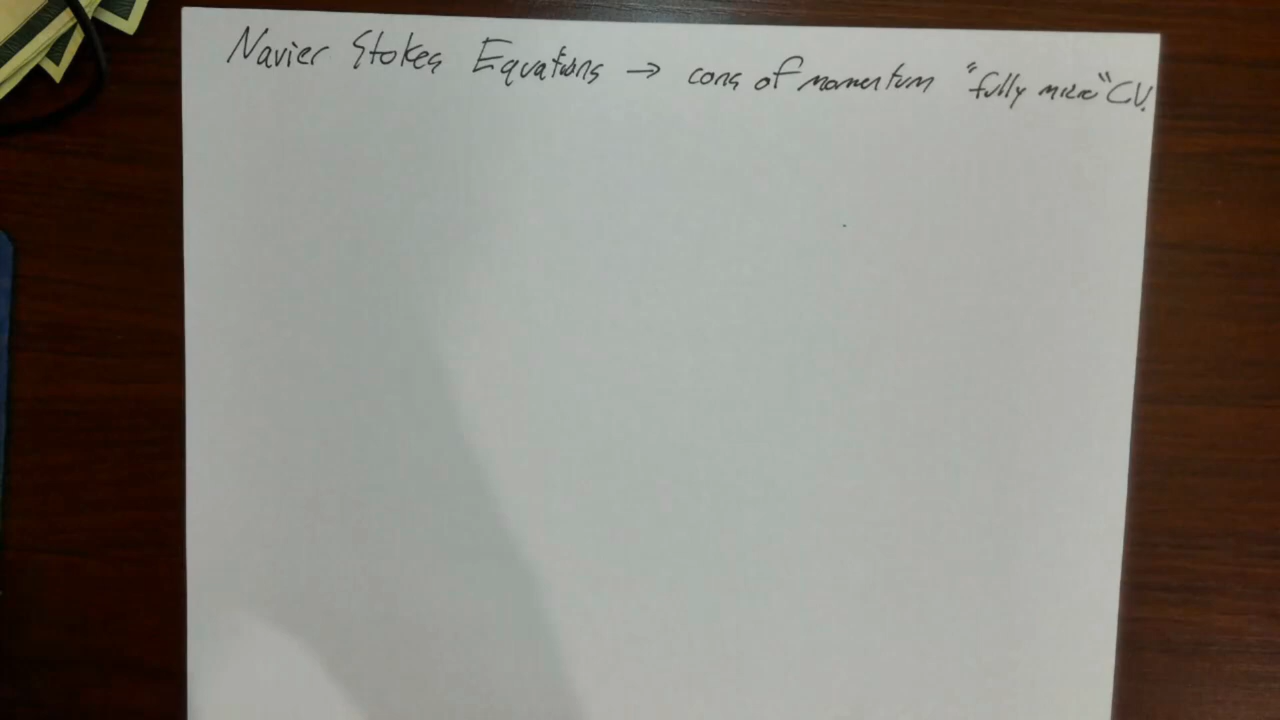 Navier Stokes Equations → cons of momentum "fully micro" C.V.